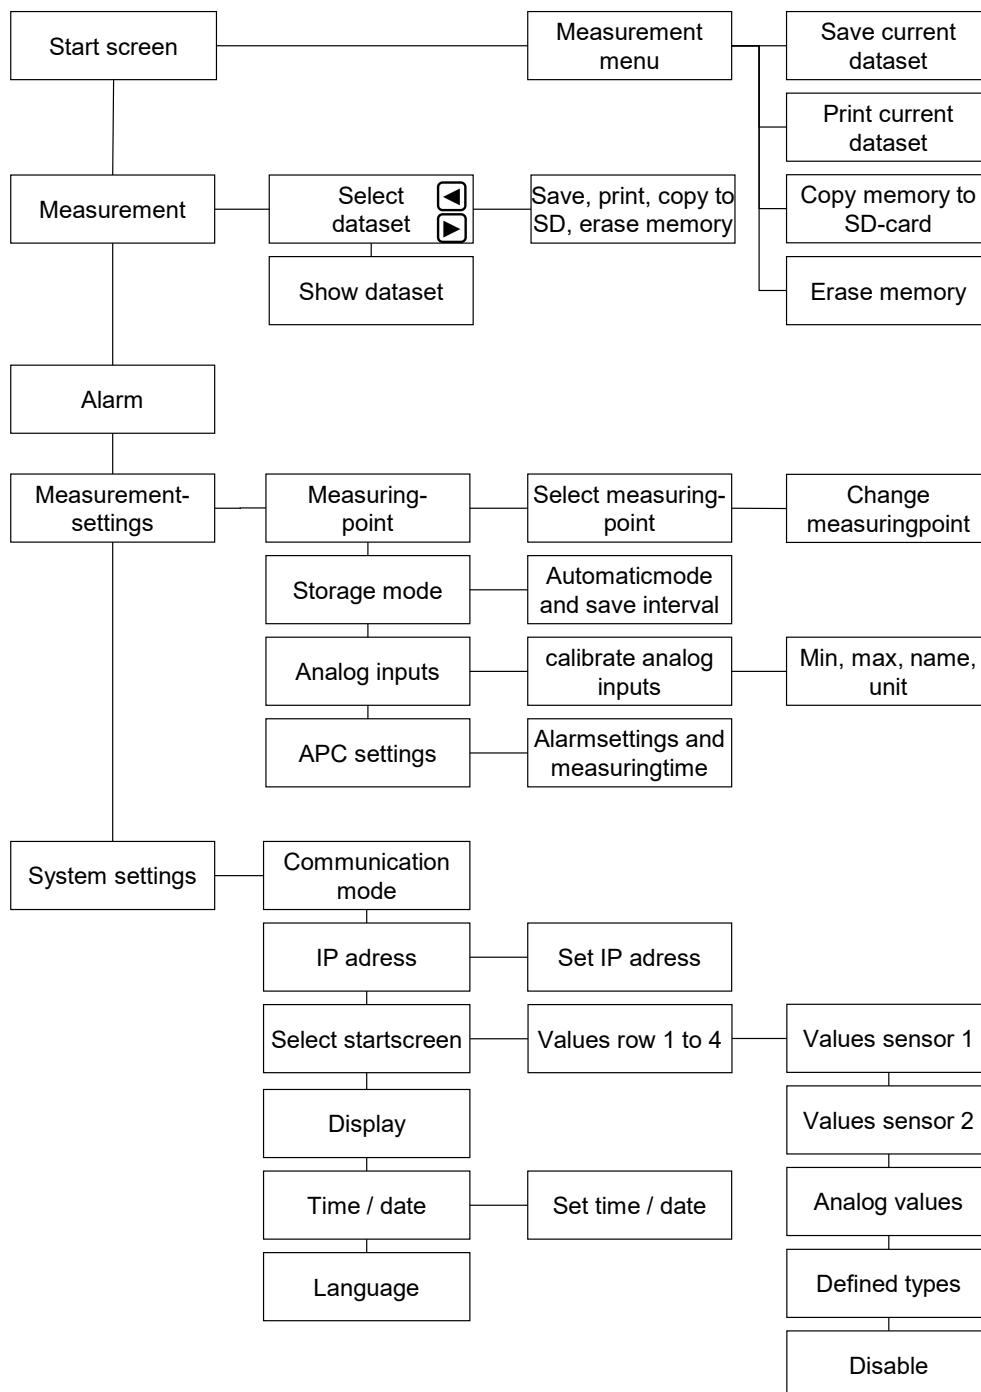 Start screen
Measurement
menu
Save current
dataset
Print current
dataset
Measurement
Select
dataset
Save, print, copy to
SD, erase memory
Copy memory to
SD-card
Show dataset
Erase memory
Alarm
Measurement-
settings
Measuring-
point
Select measuring-
point
Change
measuringpoint
Storage mode
Automaticmode
and save interval
Analog inputs
calibrate analog
inputs
Min, max, name,
unit
APC settings
Alarmsettings and
measuringtime
System settings
Communication
mode
IP adress
Set IP adress
Select startscreen
Values row 1 to 4
Values sensor 1
Display
Values sensor 2
Time / date
Set time / date
Analog values
Language
Defined types
Disable